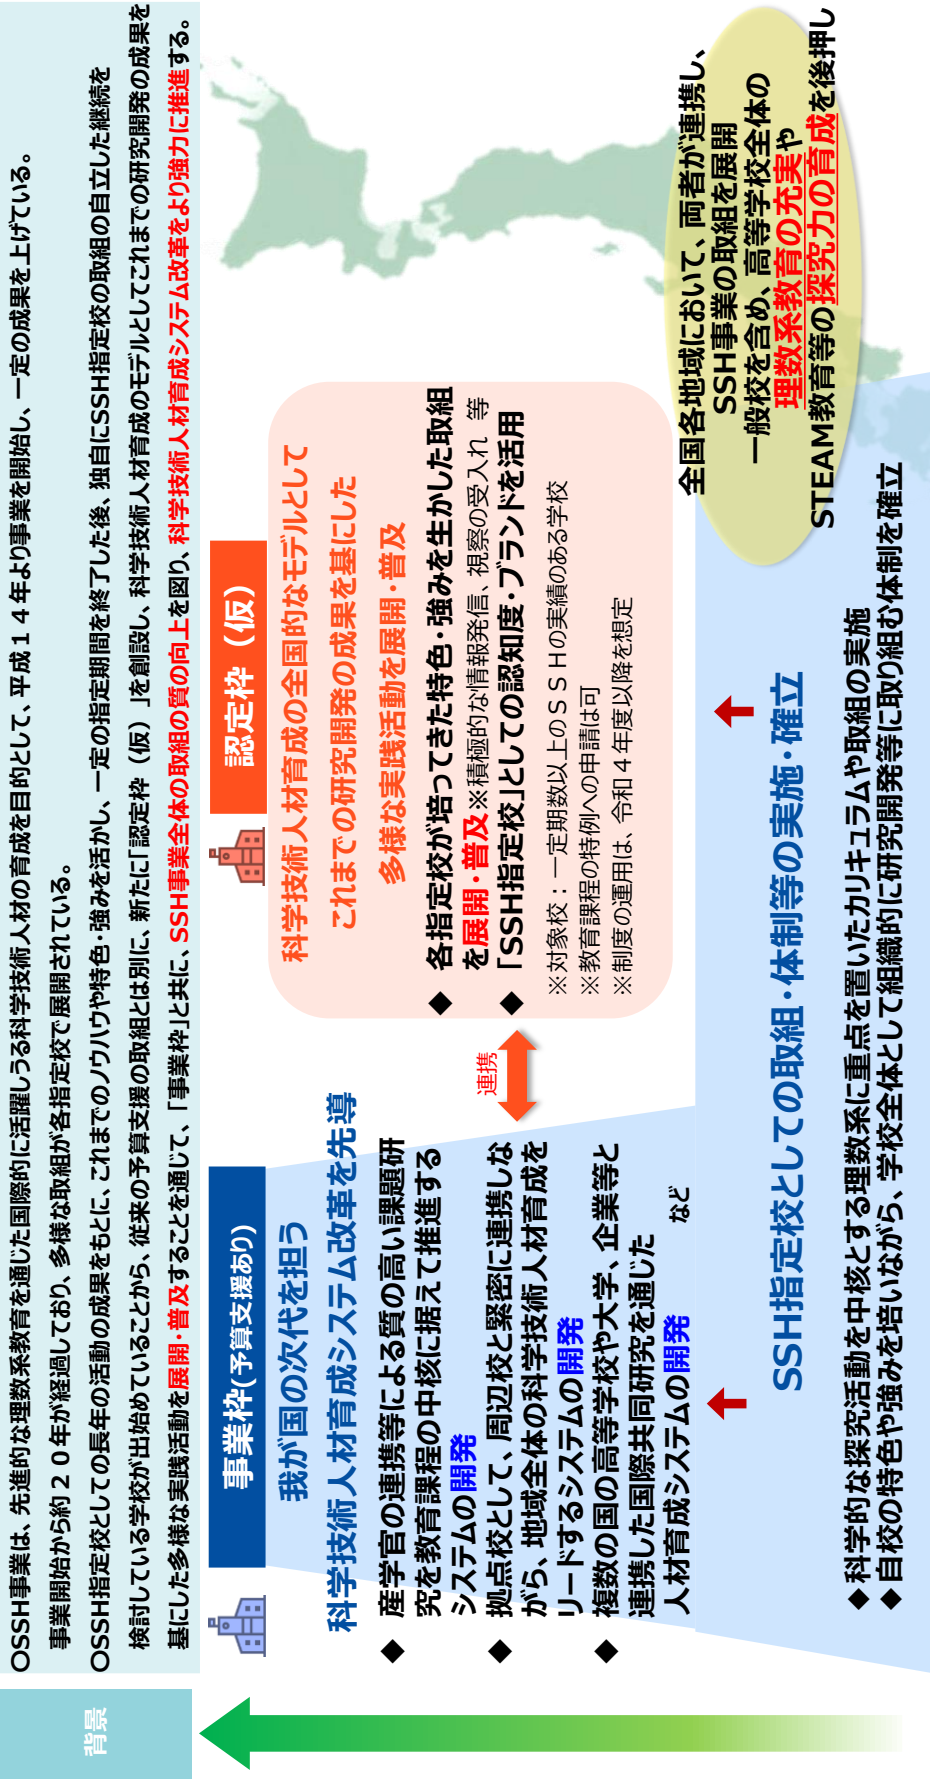 背景
○SSH事業は、先進的な理数系教育を通じた国際的に活躍しうる科学技術人材の育成を目的として、平成１４年より事業を開始し、一定の成果を上げている。
事業開始から約２０年が経過しており、多様な取組が各指定校で展開されている。
○SSH指定校としての長年の活動の成果をもとに、これまでのノウハウや特色・強みを活かし、一定の指定期間を終了した後、独自にSSH指定校の取組の自立した継続を
検討している学校が出始めていることから、従来の予算支援の取組とは別に、新たに「認定枠（仮）」を創設し、科学技術人材育成のモデルとしてこれまでの研究開発の成果を
基にした多様な実践活動を展開・普及することを通じて、「事業枠」と共に、SSH事業全体の取組の質の向上を図り、科学技術人材育成システム改革をより強力に推進する。
事業枠(予算支援あり)
我が国の次代を担う
科学技術人材育成システム改革を先導
◆ 産学官の連携等による質の高い課題研
究を教育課程の中核に据えて推進する
システムの開発
◆ 拠点校として、周辺校と緊密に連携しな
がら、地域全体の科学技術人材育成を
リードするシステムの開発
◆ 複数の国の高等学校や大学、企業等と
連携した国際共同研究を通じた
人材育成システムの開発 など
連携
認定枠（仮）
科学技術人材育成の全国的なモデルとして
これまでの研究開発の成果を基にした
多様な実践活動を展開・普及
◆ 各指定校が培ってきた特色・強みを生かした取組
を展開・普及※積極的な情報発信、視察の受入れ 等
◆ 「SSH指定校」としての認知度・ブランドを活用
※対象校：一定期数以上のＳＳＨの実績のある学校
※教育課程の特例への申請は可
※制度の運用は、令和４年度以降を想定
全国各地域において、両者が連携し、
SSH事業の取組を展開
一般校を含め、高等学校全体の
理数系教育の充実や
STEAM教育等の探究力の育成を後押し
SSH指定校としての取組・体制等の実施・確立
◆科学的な探究活動を中核とする理数系に重点を置いたカリキュラムや取組の実施
◆自校の特色や強みを培いながら、学校全体として組織的に研究開発等に取り組む体制を確立